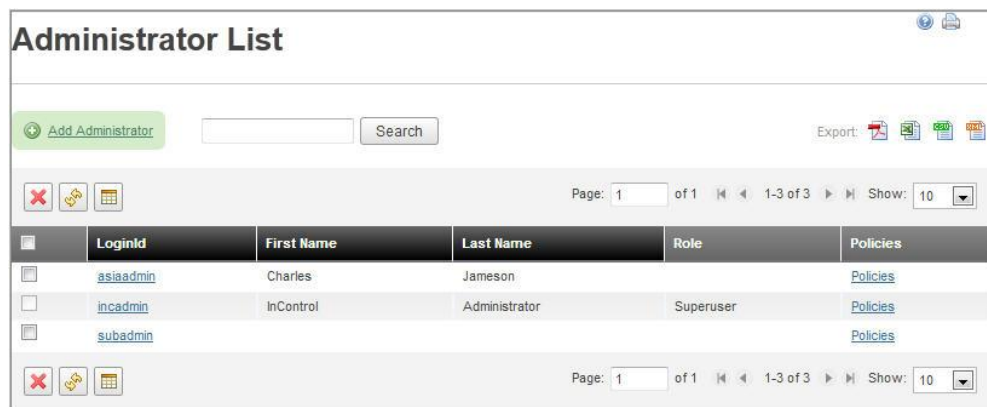 Administrator List
Add Administrator Search Export:
Page: 1 of 1 1-3 of 3 Show: 10
LoginId First Name Last Name Role Policies
asiaadmin Charles Jameson Policies
incadmin InControl Administrator Superuser Policies
subadmin Policies
Page: 1 of 1 1-3 of 3 Show: 10